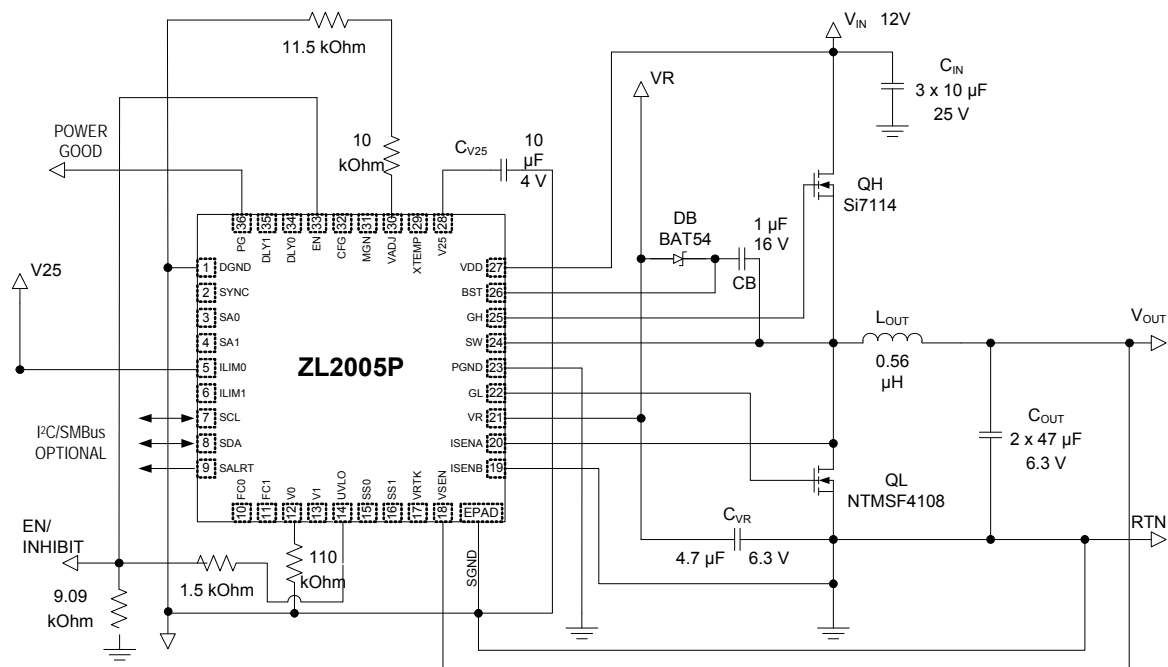 11.5 kOhm
V_IN 12V
C_IN
3 x 10 µF
25 V
VR
POWER
GOOD
10
kOhm
C_V25
10
µF
4 V
QH
Si7114
DB
BAT54
1 µF
16 V
CB
36 35 34 33 32 31 30 29 28
PG DLY1 DLY0 EN CFG MGN VADJ XTEMP V25
V25
1 DGND
2 SYNC
3 SA0
4 SA1
5 ILIM0
6 ILIM1
7 SCL
8 SDA
9 SALRT
ZL2005P
VDD 27
BST 26
GH 25
SW 24
PGND 23
GL 22
VR 21
ISENA 20
ISENB 19
L_OUT
0.56
µH
V_OUT
C_OUT
2 x 47 µF
6.3 V
I²C/SMBus
OPTIONAL
QL
NTMSF4108
FC0 FC1 V0 V1 UVLO SS0 SS1 VRTK VSEN
10 11 12 13 14 15 16 17 18 EPAD
RTN
EN/
INHIBIT
C_VR
4.7 µF 6.3 V
110
kOhm
SGND
1.5 kOhm
9.09
kOhm